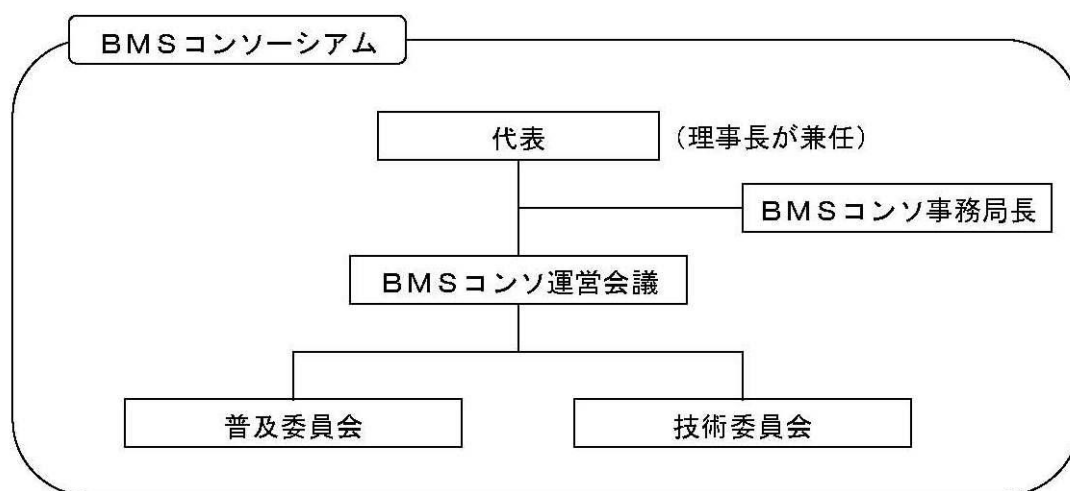 BMSコンソーシアム
代表
(理事長が兼任)
BMSコンソ事務局長
BMSコンソ運営会議
普及委員会
技術委員会